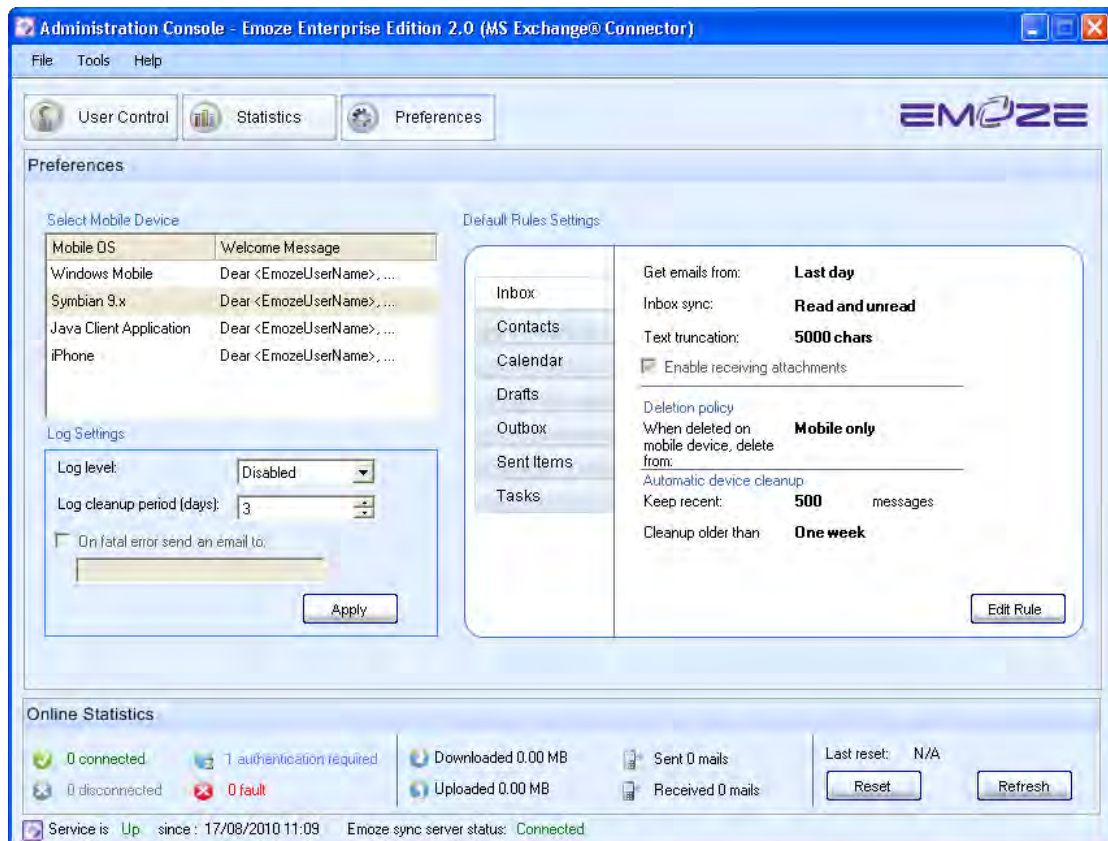 Administration Console - Emoze Enterprise Edition 2.0 (MS Exchange® Connector)
File Tools Help
User Control Statistics Preferences
EMOZE
Preferences
Select Mobile Device
Mobile OS Welcome Message
Windows Mobile Dear <EmozeUserName>, ...
Symbian 9.x Dear <EmozeUserName>, ...
Java Client Application Dear <EmozeUserName>, ...
iPhone Dear <EmozeUserName>, ...
Log Settings
Log level: Disabled
Log cleanup period (days): 3
On fatal error send an email to:
Apply
Default Rules Settings
Inbox
Contacts
Calendar
Drafts
Outbox
Sent Items
Tasks
Get emails from: Last day
Inbox sync: Read and unread
Text truncation: 5000 chars
Enable receiving attachments
Deletion policy
When deleted on Mobile only
mobile device, delete
from:
Automatic device cleanup
Keep recent: 500 messages
Cleanup older than One week
Edit Rule
Online Statistics
0 connected 1 authentication required Downloaded 0.00 MB Sent 0 mails Last reset: N/A
0 disconnected 0 fault Uploaded 0.00 MB Received 0 mails Reset Refresh
Service is Up since : 17/08/2010 11:09 Emoze sync server status: Connected